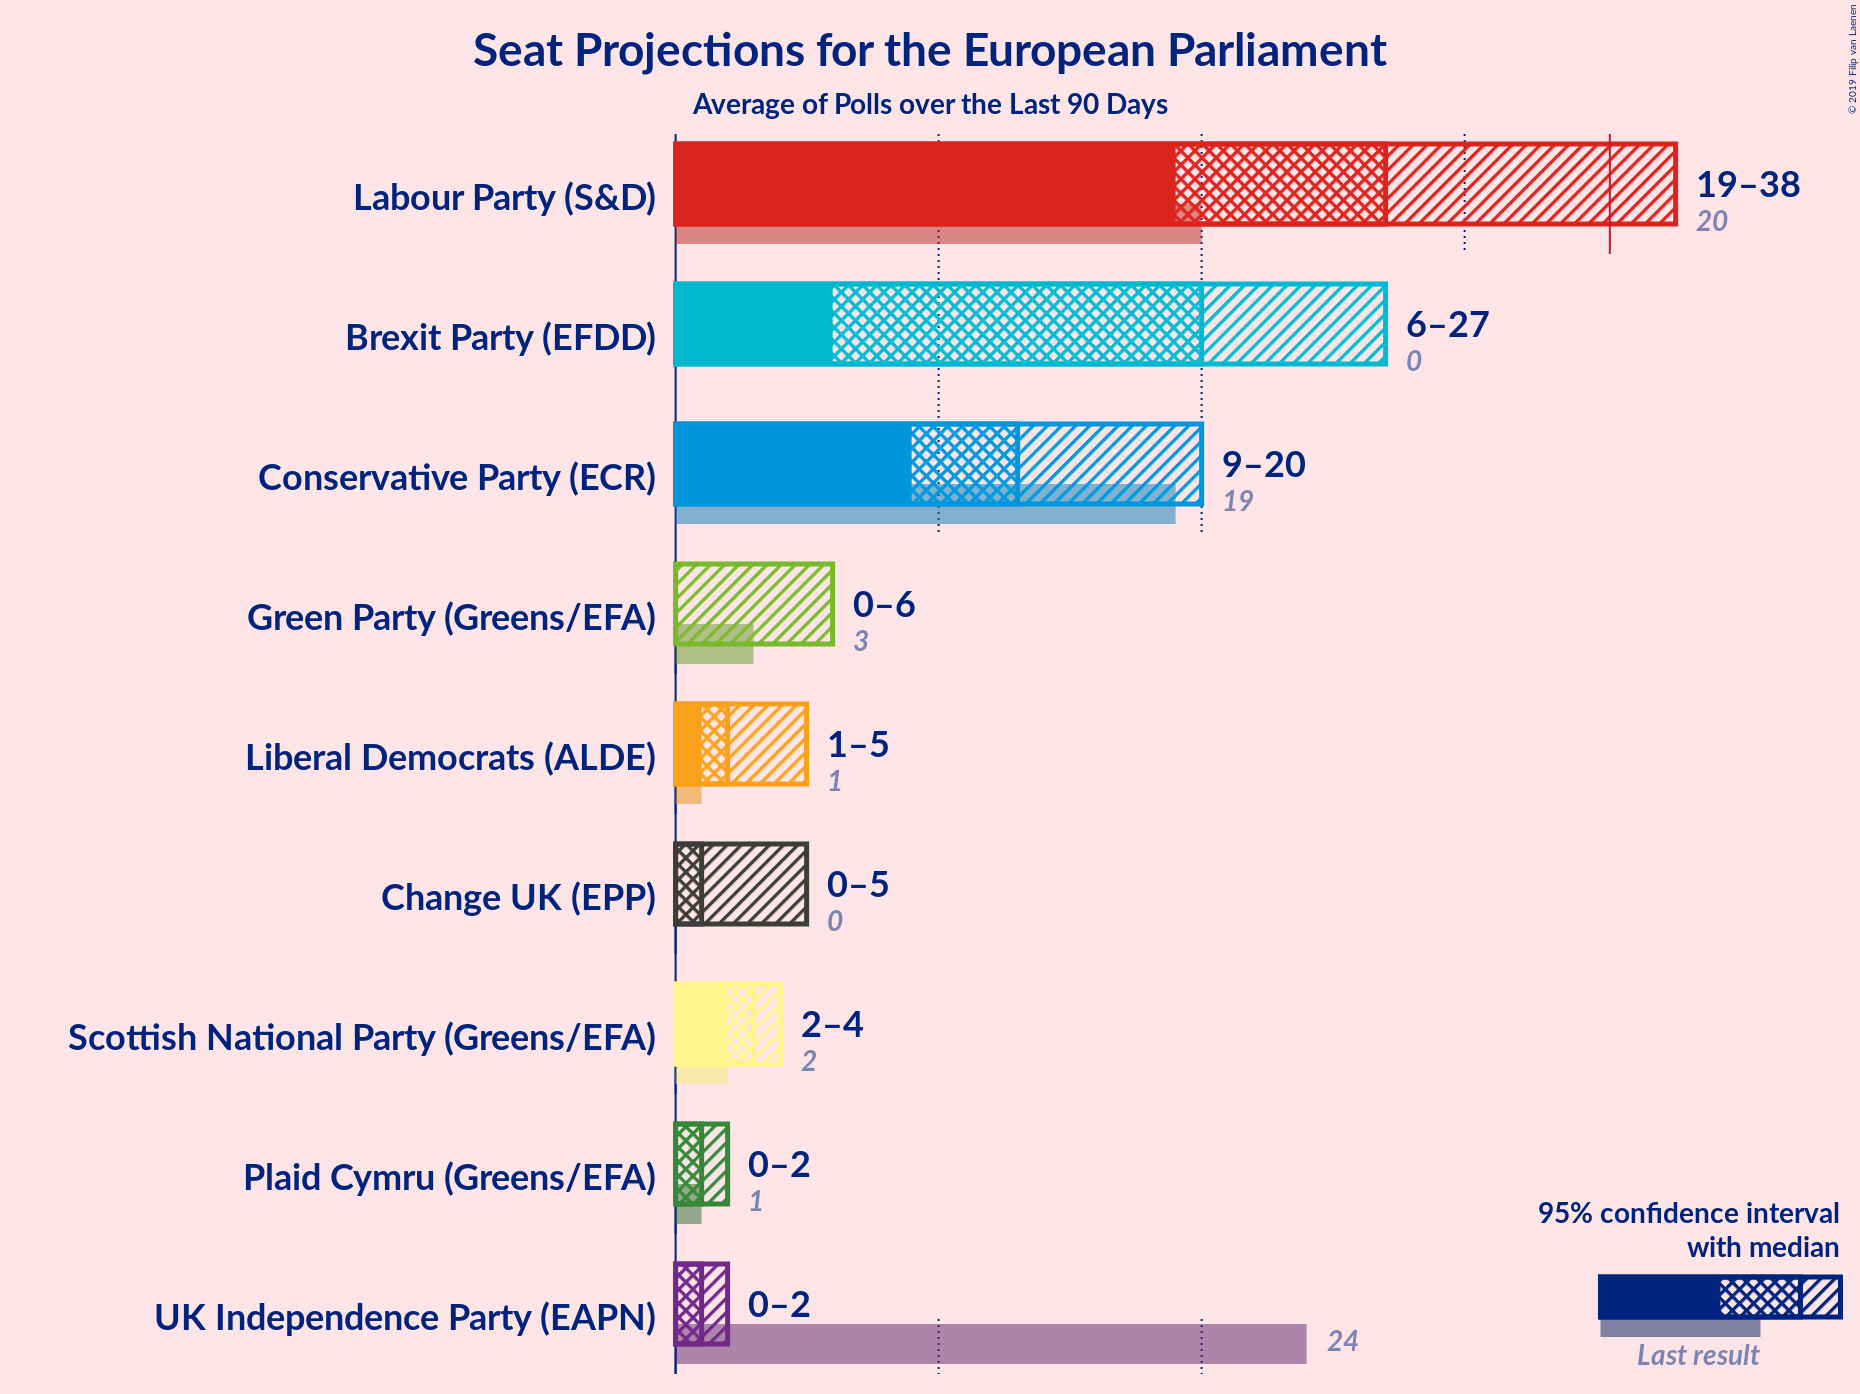 Seat Projections for the European Parliament
Average of Polls over the Last 90 Days
© 2019 Filip van Laenen
Labour Party (S&D)
19–38
20
Brexit Party (EFDD)
6–27
0
Conservative Party (ECR)
9–20
19
Green Party (Greens/EFA)
0–6
3
Liberal Democrats (ALDE)
1–5
1
Change UK (EPP)
0–5
0
Scottish National Party (Greens/EFA)
2–4
2
Plaid Cymru (Greens/EFA)
0–2
1
UK Independence Party (EAPN)
0–2
24
95% confidence interval
with median
Last result